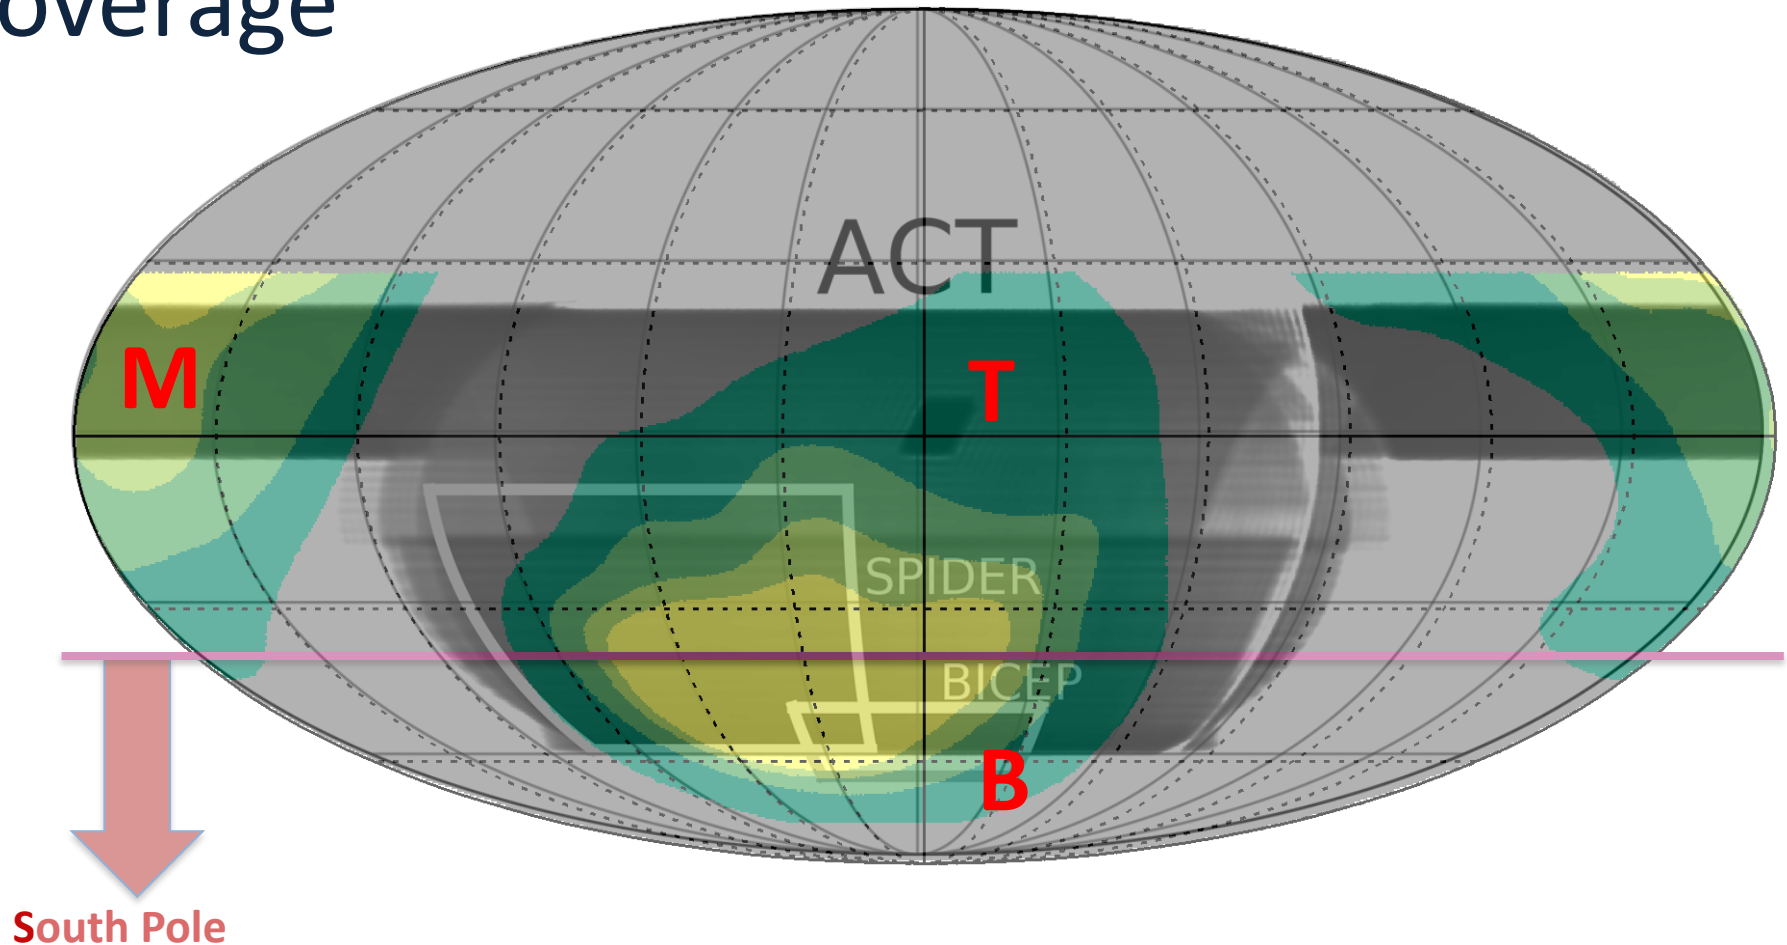 overage
ACT
M
T
SPIDER
BICEP
B
South Pole